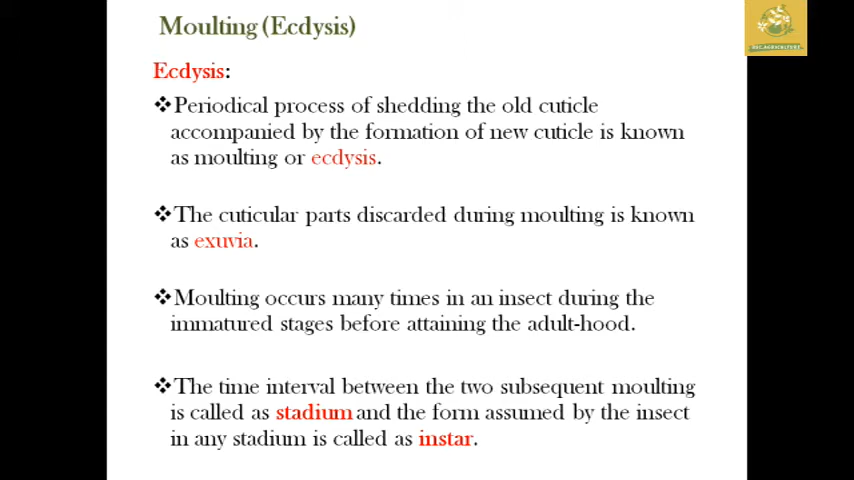 Moulting (Ecdysis)
Ecdysis:
❖Periodical process of shedding the old cuticle
accompanied by the formation of new cuticle is known
as moulting or ecdysis.
❖The cuticular parts discarded during moulting is known
as exuvia.
❖Moulting occurs many times in an insect during the
immatured stages before attaining the adult-hood.
❖The time interval between the two subsequent moulting
is called as stadium and the form assumed by the insect
in any stadium is called as instar.